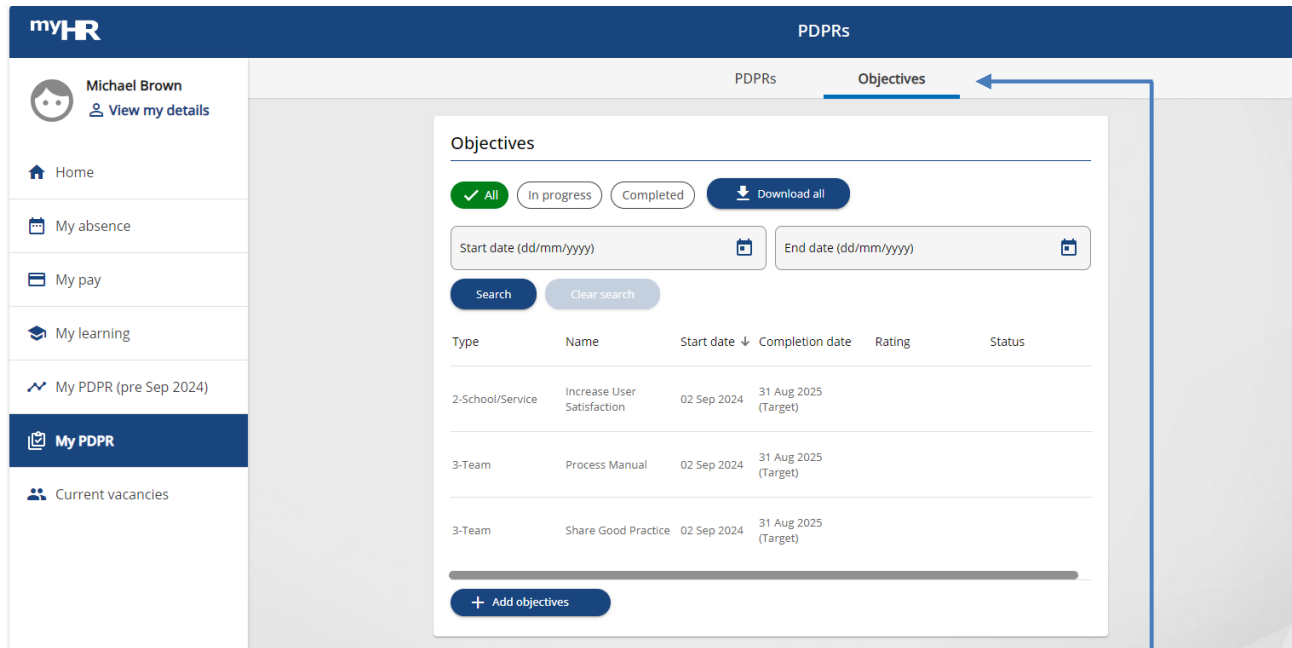 myHR
PDPRs
Michael Brown
View my details
PDPRs
Objectives
Home
My absence
My pay
My learning
My PDPR (pre Sep 2024)
My PDPR
Current vacancies
Objectives
All
In progress
Completed
Download all
Start date (dd/mm/yyyy)
End date (dd/mm/yyyy)
Search
Clear search
Type Name Start date Completion date Rating Status
2-School/Service
Increase User
Satisfaction
02 Sep 2024
31 Aug 2025
(Target)
3-Team
Process Manual
02 Sep 2024
31 Aug 2025
(Target)
3-Team
Share Good Practice
02 Sep 2024
31 Aug 2025
(Target)
Add objectives